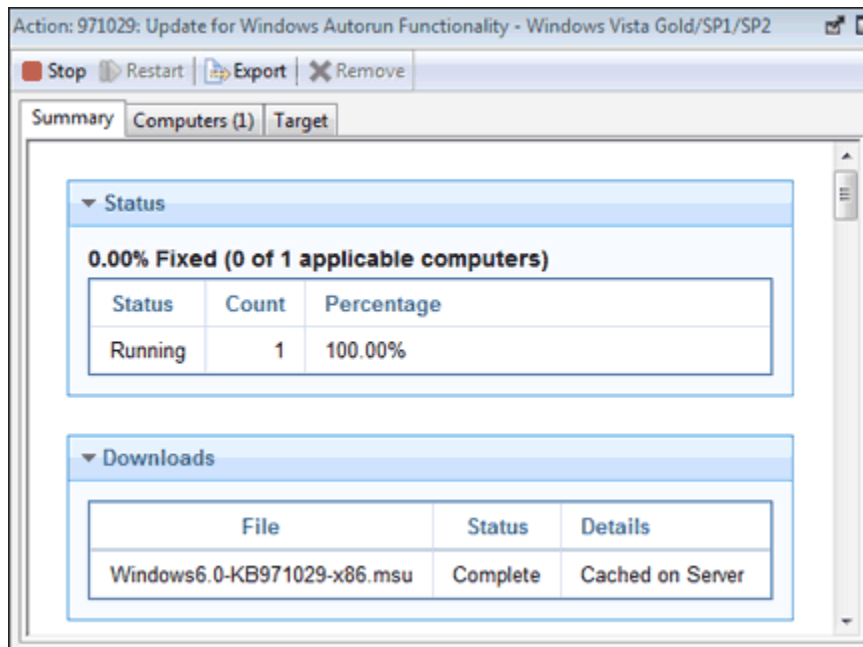 Action: 971029: Update for Windows Autorun Functionality - Windows Vista Gold/SP1/SP2
Stop Restart Export Remove
Summary Computers (1) Target
Status
0.00% Fixed (0 of 1 applicable computers)
Status Count Percentage
Running 1 100.00%
Downloads
File Status Details
Windows6.0-KB971029-x86.msu Complete Cached on Server